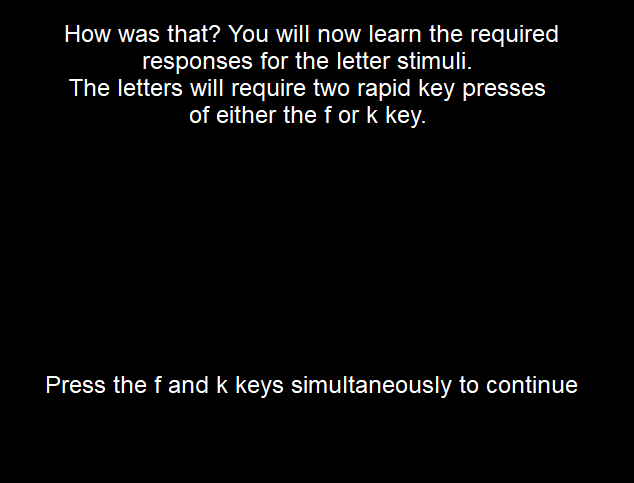 How was that? You will now learn the required
responses for the letter stimuli.
The letters will require two rapid key presses
of either the f or k key.
Press the f and k keys simultaneously to continue